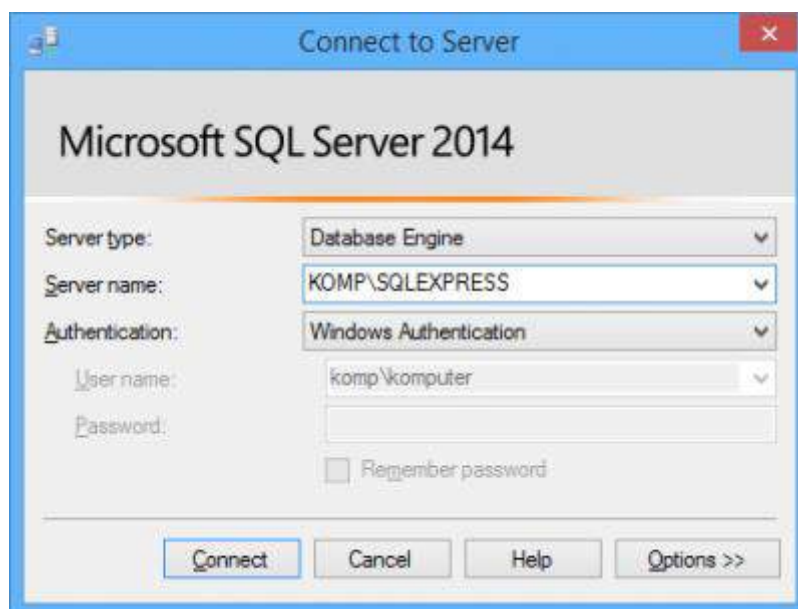 Connect to Server
Microsoft SQL Server 2014
Server type: Database Engine
Server name: KOMP\SQLEXPRESS
Authentication: Windows Authentication
User name: komp\komputer
Password:
Remember password
Connect Cancel Help Options >>